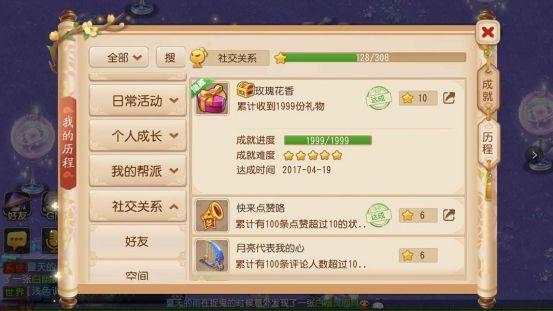 全部
搜
社交关系
128/308
我的历程
日常活动
个人成长
我的帮派
社交关系
好友
空间
玫瑰花香
累计收到1999份礼物
达成
10
成就进度
1999/1999
成就难度
达成时间 2017-04-19
快来点赞咯
累计有100条点赞超过10的状..
达成
6
月亮代表我的心
累计有100条评论人数超过10..
6
成就
历程
好友
系统
世界